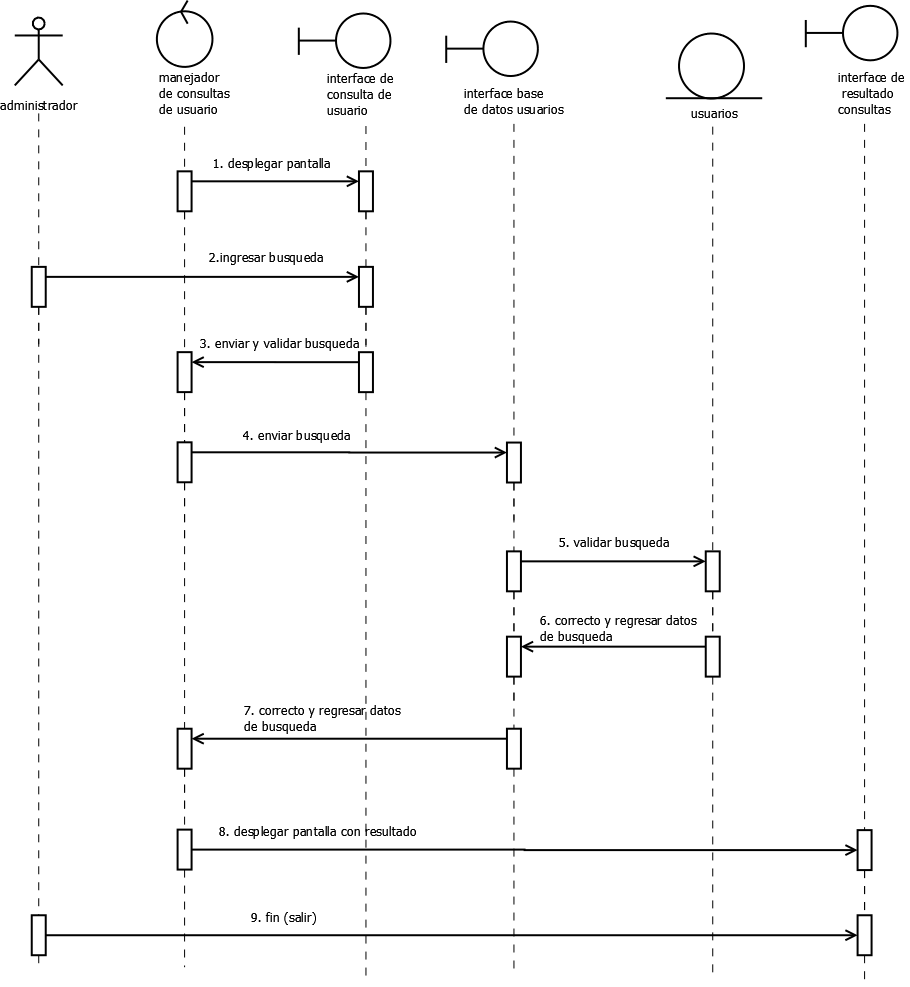 administrador
manejador
de consultas
de usuario
interface de
consulta de
usuario
interface base
de datos usuarios
usuarios
interface de
resultado
consultas
1. desplegar pantalla
2.ingresar busqueda
3. enviar y validar busqueda
4. enviar busqueda
5. validar busqueda
6. correcto y regresar datos
de busqueda
7. correcto y regresar datos
de busqueda
8. desplegar pantalla con resultado
9. fin (salir)